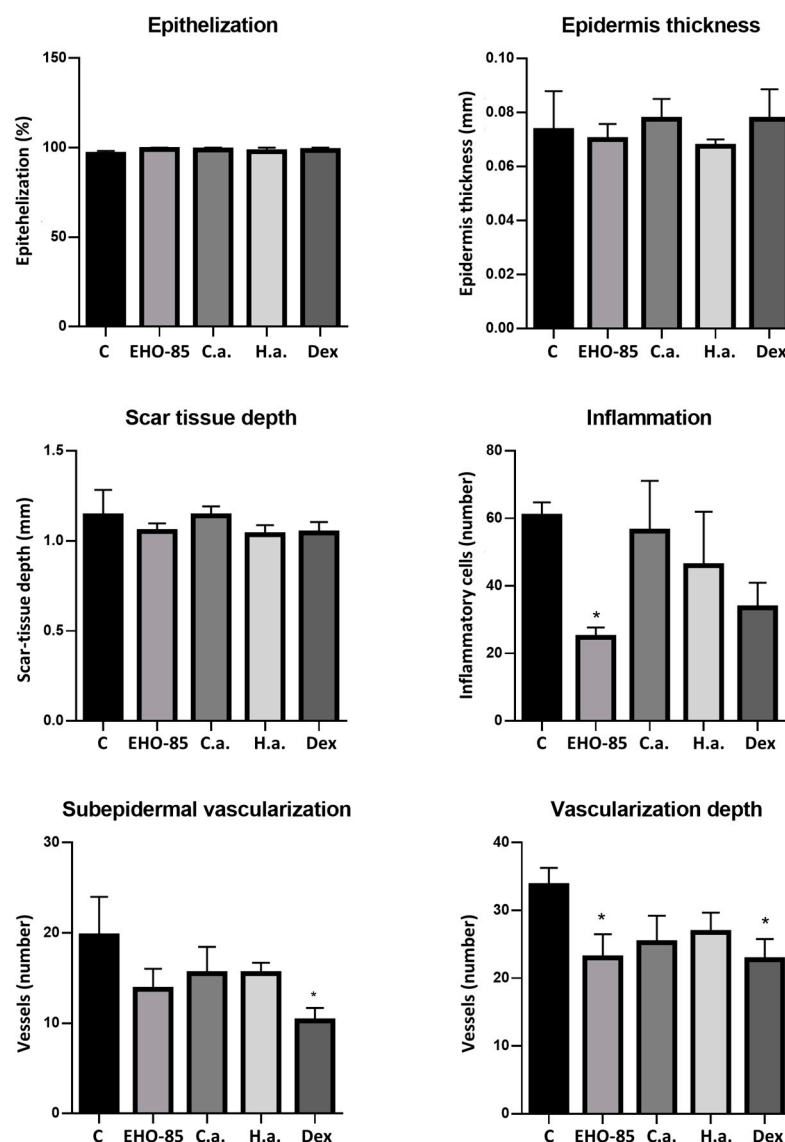 Epithelization
Epitehelization (%)
150
100
50
0
C EHO-85 C.a. H.a. Dex
Epidermis thickness
Epidermis thickness (mm)
0.10
0.08
0.06
0.04
0.02
0.00
C EHO-85 C.a. H.a. Dex
Scar tissue depth
Scar-tissue depth (mm)
1.5
1.0
0.5
0.0
C EHO-85 C.a. H.a. Dex
Inflammation
Inflammatory cells (number)
80
60
40
20
0
*
C EHO-85 C.a. H.a. Dex
Subepidermal vascularization
Vessels (number)
30
20
10
0
*
C EHO-85 C.a. H.a. Dex
Vascularization depth
Vessels (number)
40
30
20
10
0
* *
C EHO-85 C.a. H.a. Dex